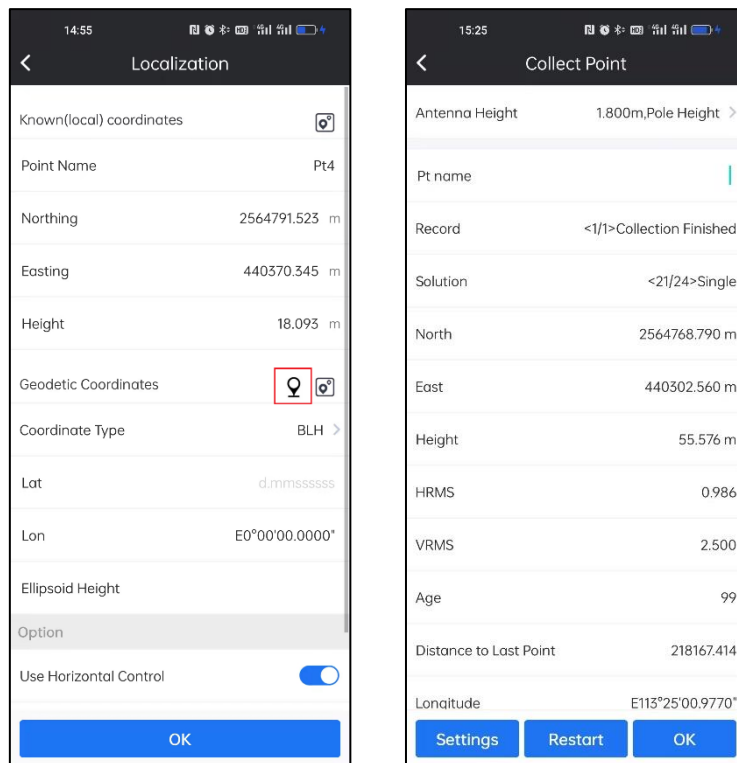 14:55
Localization
Known(local) coordinates
Point Name Pt4
Northing 2564791.523 m
Easting 440370.345 m
Height 18.093 m
Geodetic Coordinates
Coordinate Type BLH >
Lat d.mmssssss
Lon E0°00'00.0000"
Ellipsoid Height
Option
Use Horizontal Control
OK
15:25
Collect Point
Antenna Height 1.800m,Pole Height >
Pt name
Record <1/1>Collection Finished
Solution <21/24>Single
North 2564768.790 m
East 440302.560 m
Height 55.576 m
HRMS 0.986
VRMS 2.500
Age 99
Distance to Last Point 218167.414
Longitude E113°25'00.9770"
Settings Restart OK